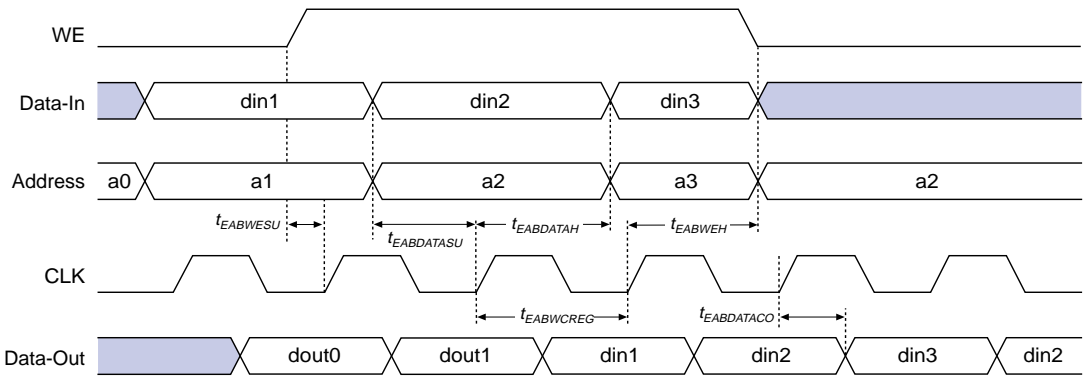 WE
Data-In din1 din2 din3
Address a0 a1 a2 a3 a2
tEABWESU tEABDATASU tEABDATAH tEABWEH
CLK
tEABWCREG tEABDATACO
Data-Out dout0 dout1 din1 din2 din3 din2